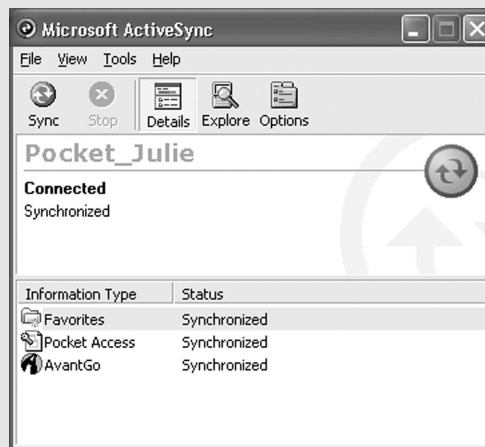 Microsoft ActiveSync
File View Tools Help
Sync Stop Details Explore Options
Pocket_Julie
Connected
Synchronized
Information Type Status
Favorites Synchronized
Pocket Access Synchronized
AvantGo Synchronized